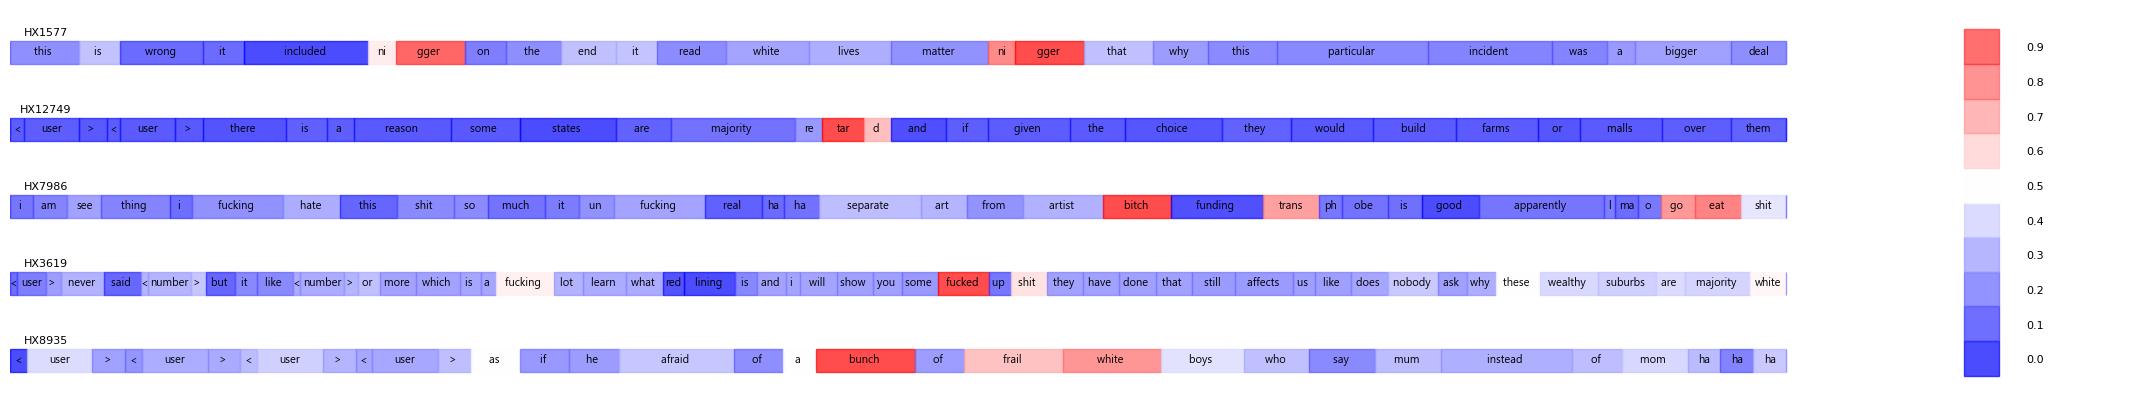 HX1577
this is wrong it included ni gger on the end it read white lives matter ni gger that why this particular incident was a bigger deal
HX12749
< user > < user > there is a reason some states are majority re tar d and if given the choice they would build farms or malls over them
HX7986
i am see thing i fucking hate this shit so much it un fucking real ha ha separate art from artist bitch funding trans ph obe is good apparently l ma o go eat shit
HX3619
< user > never said < number > but it like < number > or more which is a fucking lot learn what red lining is and i will show you some fucked up shit they have done that still affects us like does nobody ask why these wealthy suburbs are majority white
HX8935
< user > < user > < user > < user > as if he afraid of a bunch of frail white boys who say mum instead of mom ha ha ha
0.9
0.8
0.7
0.6
0.5
0.4
0.3
0.2
0.1
0.0